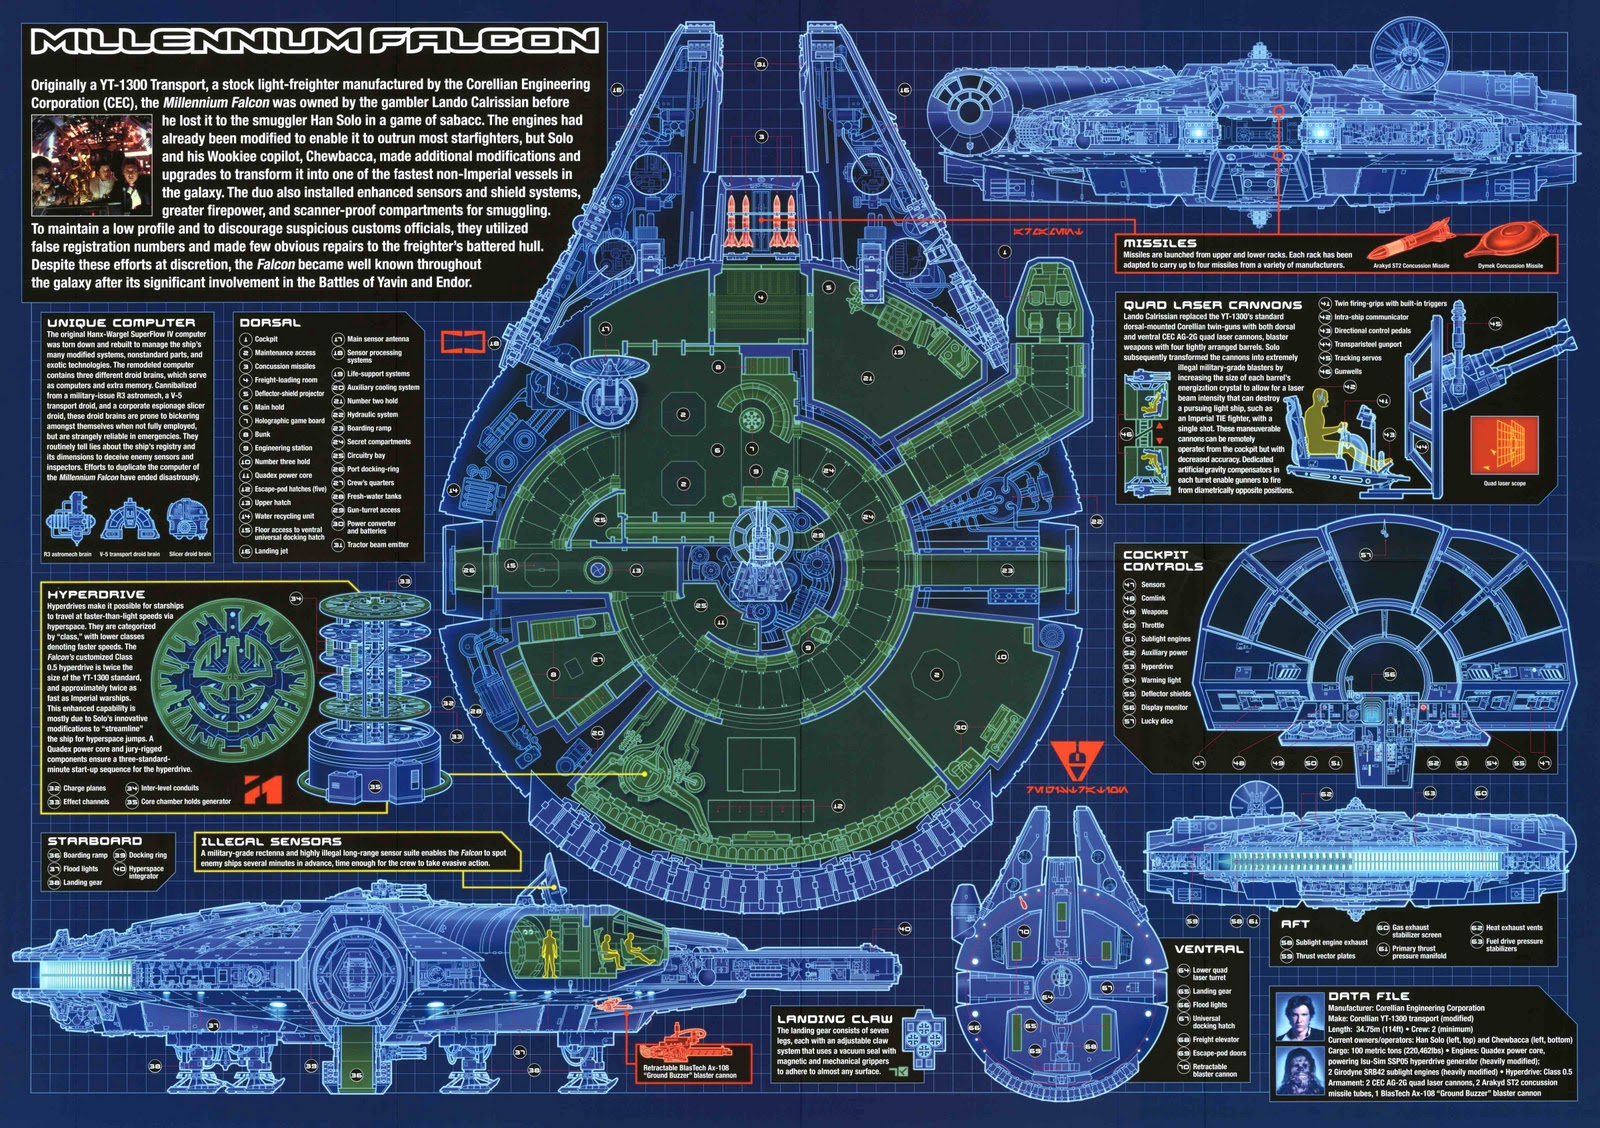 MILLENNIUM FALCON
Originally a YT-1300 Transport, a stock light-freighter manufactured by the Corellian Engineering
Corporation (CEC), the Millennium Falcon was owned by the gambler Lando Calrissian before
he lost it to the smuggler Han Solo in a game of sabacc. The engines had
already been modified to enable it to outrun most starfighters, but Solo
and his Wookiee copilot, Chewbacca, made additional modifications and
upgrades to transform it into one of the fastest non-Imperial vessels in
the galaxy. The duo also installed enhanced sensors and shield systems,
greater firepower, and scanner-proof compartments for smuggling.
To maintain a low profile and to discourage suspicious customs officials, they utilized
false registration numbers and made few obvious repairs to the freighter's battered hull.
Despite these efforts at discretion, the Falcon became well known throughout
the galaxy after its significant involvement in the Battles of Yavin and Endor.
UNIQUE COMPUTER
The original Hanx-Wargel SuperFlow IV computer
was torn down and rebuilt to manage the ship's
many modified systems, nonstandard parts, and
exotic technologies. The remodeled computer
contains three different droid brains, which serve
as computers and extra memory. Cannibalized
from a military-issue R3 astromech, a V-5
transport droid, and a corporate espionage slicer
droid, these droid brains are prone to bickering
amongst themselves when not fully employed,
but are strangely reliable in emergencies. They
routinely tell lies about the ship's registry and
its dimensions to deceive enemy sensors and
inspectors. Efforts to duplicate the computer of
the Millennium Falcon have ended disastrously.
R3 astromech brain
V-5 transport droid brain
Slicer droid brain
DORSAL
1 Cockpit
2 Maintenance access
3 Concussion missiles
4 Freight-loading room
5 Deflector-shield projector
6 Main hold
7 Holographic game board
8 Bunk
9 Engineering station
10 Number three hold
11 Quadex power core
12 Escape-pod hatches (five)
13 Upper hatch
14 Water recycling unit
15 Floor access to ventral
universal docking hatch
16 Landing jet
17 Main sensor antenna
18 Sensor processing
systems
19 Life-support systems
20 Auxiliary cooling system
21 Number two hold
22 Hydraulic system
23 Boarding ramp
24 Secret compartments
25 Circuitry bay
26 Port docking-ring
27 Crew's quarters
28 Fresh-water tanks
29 Gun-turret access
30 Power converter
and batteries
31 Tractor beam emitter
HYPERDRIVE
Hyperdrives make it possible for starships
to travel at faster-than-light speeds via
hyperspace. They are categorized
by "class," with lower classes
denoting faster speeds. The
Falcon's customized Class
0.5 hyperdrive is twice the
size of the YT-1300 standard,
and approximately twice as
fast as Imperial warships.
This enhanced capability is
mostly due to Solo's innovative
modifications to "streamline"
the ship for hyperspace jumps. A
Quadex power core and jury-rigged
components ensure a three-standard-
minute start-up sequence for the hyperdrive.
32 Charge planes
33 Effect channels
34 Inter-level conduits
35 Core chamber holds generator
STARBOARD
36 Boarding ramp
37 Flood lights
38 Landing gear
39 Docking ring
40 Hyperspace
integrator
ILLEGAL SENSORS
A military-grade rectenna and highly illegal long-range sensor suite enables the Falcon to spot
enemy ships several minutes in advance, time enough for the crew to take evasive action.
Retractable BlasTech Ax-108
"Ground Buzzer" blaster cannon
LANDING CLAW
The landing gear consists of seven
legs, each with an adjustable claw
system that uses a vacuum seal with
magnetic and mechanical grippers
to adhere to almost any surface.
MISSILES
Missiles are launched from upper and lower racks. Each rack has been
adapted to carry up to four missiles from a variety of manufacturers.
Arakyd ST2 Concussion Missile
Dymek Concussion Missile
QUAD LASER CANNONS
Lando Calrissian replaced the YT-1300's standard
dorsal-mounted Corellian twin-guns with both dorsal
and ventral CEC AG-2G quad laser cannons, blaster
weapons with four tightly arranged barrels. Solo
subsequently transformed the cannons into extremely
illegal military-grade blasters by
increasing the size of each barrel's
energization crystal to allow for a laser
beam intensity that can destroy
a pursuing light ship, such as
an Imperial TIE fighter, with a
single shot. These maneuverable
cannons can be remotely
operated from the cockpit but with
decreased accuracy. Dedicated
artificial gravity compensators in
each turret enable gunners to fire
from diametrically opposite positions.
41 Twin firing-grips with built-in triggers
42 Intra-ship communicator
43 Directional control pedals
44 Transparisteel gunport
45 Tracking servos
46 Gunwells
Quad laser scope
COCKPIT
CONTROLS
47 Sensors
48 Comlink
49 Weapons
50 Throttle
51 Sublight engines
52 Auxiliary power
53 Hyperdrive
54 Warning light
55 Deflector shields
56 Display monitor
57 Lucky dice
AFT
58 Sublight engine exhaust
59 Thrust vector plates
60 Gas exhaust
stabilizer screen
61 Primary thrust
pressure manifold
62 Heat exhaust vents
63 Fuel drive pressure
stabilizers
VENTRAL
64 Lower quad
laser turret
65 Landing gear
66 Flood lights
67 Universal
docking hatch
68 Freight elevator
69 Escape-pod doors
70 Retractable
blaster cannon
DATA FILE
Manufacturer: Corellian Engineering Corporation
Make: Corellian YT-1300 transport (modified)
Length: 34.75m (114ft) • Crew: 2 (minimum)
Current owners/operators: Han Solo (left, top) and Chewbacca (left, bottom)
Cargo: 100 metric tons (220,462lbs) • Engines: Quadex power core,
powering Isu-Sim SSP05 hyperdrive generator (heavily modified);
2 Girodyne SRB42 sublight engines (heavily modified) • Hyperdrive: Class 0.5
Armament: 2 CEC AG-2G quad laser cannons, 2 Arakyd ST2 concussion
missile tubes, 1 BlasTech Ax-108 "Ground Buzzer" blaster cannon